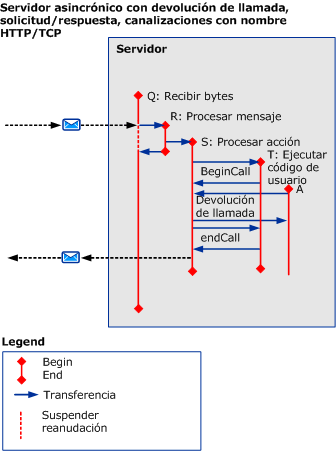 Servidor asincrónico con devolución de llamada,
solicitud/respuesta, canalizaciones con nombre
HTTP/TCP
Servidor
Q: Recibir bytes
R: Procesar mensaje
S: Procesar acción
T: Ejecutar
código de
usuario
BeginCall
A
Devolución
de llamada
endCall
Legend
Begin
End
Transferencia
Suspender
reanudación